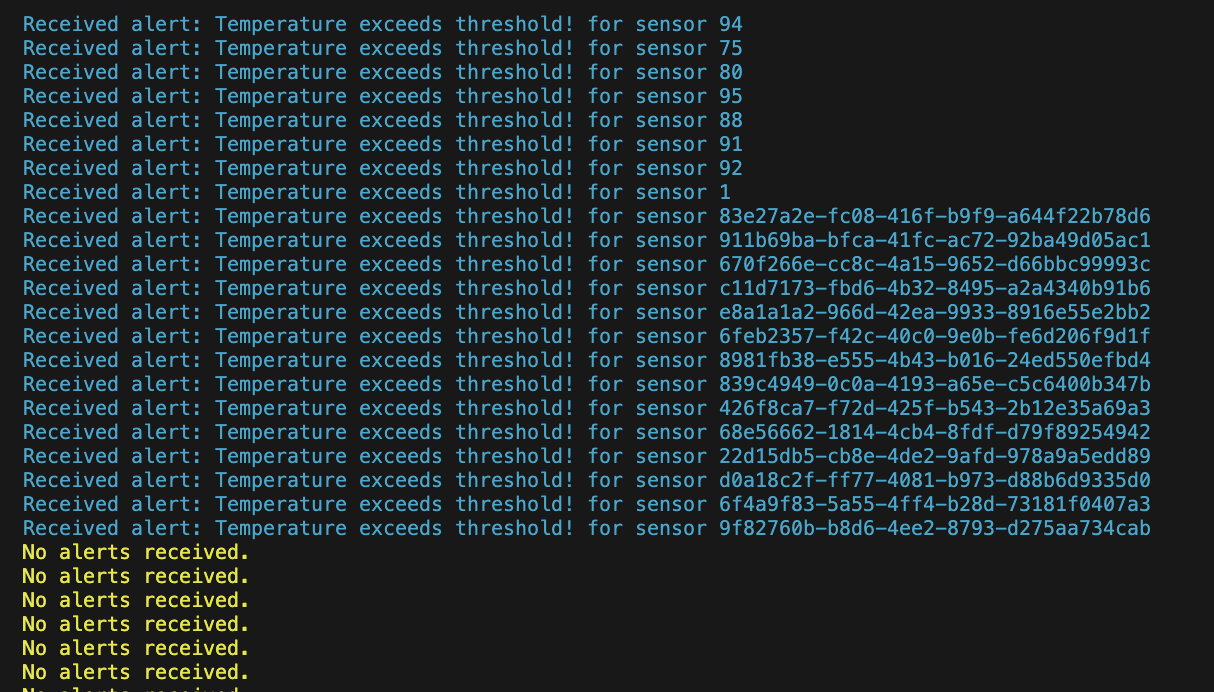 Received alert: Temperature exceeds threshold! for sensor 94
Received alert: Temperature exceeds threshold! for sensor 75
Received alert: Temperature exceeds threshold! for sensor 80
Received alert: Temperature exceeds threshold! for sensor 95
Received alert: Temperature exceeds threshold! for sensor 88
Received alert: Temperature exceeds threshold! for sensor 91
Received alert: Temperature exceeds threshold! for sensor 92
Received alert: Temperature exceeds threshold! for sensor 1
Received alert: Temperature exceeds threshold! for sensor 83e27a2e-fc08-416f-b9f9-a644f22b78d6
Received alert: Temperature exceeds threshold! for sensor 911b69ba-bfca-41fc-ac72-92ba49d05ac1
Received alert: Temperature exceeds threshold! for sensor 670f266e-cc8c-4a15-9652-d66bbc99993c
Received alert: Temperature exceeds threshold! for sensor c11d7173-fbd6-4b32-8495-a2a4340b91b6
Received alert: Temperature exceeds threshold! for sensor e8a1a1a2-966d-42ea-9933-8916e55e2bb2
Received alert: Temperature exceeds threshold! for sensor 6feb2357-f42c-40c0-9e0b-fe6d206f9d1f
Received alert: Temperature exceeds threshold! for sensor 8981fb38-e555-4b43-b016-24ed550efbd4
Received alert: Temperature exceeds threshold! for sensor 839c4949-0c0a-4193-a65e-c5c6400b347b
Received alert: Temperature exceeds threshold! for sensor 426f8ca7-f72d-425f-b543-2b12e35a69a3
Received alert: Temperature exceeds threshold! for sensor 68e56662-1814-4cb4-8fdf-d79f89254942
Received alert: Temperature exceeds threshold! for sensor 22d15db5-cb8e-4de2-9afd-978a9a5edd89
Received alert: Temperature exceeds threshold! for sensor d0a18c2f-ff77-4081-b973-d88b6d9335d0
Received alert: Temperature exceeds threshold! for sensor 6f4a9f83-5a55-4ff4-b28d-73181f0407a3
Received alert: Temperature exceeds threshold! for sensor 9f82760b-b8d6-4ee2-8793-d275aa734cab
No alerts received.
No alerts received.
No alerts received.
No alerts received.
No alerts received.
No alerts received.